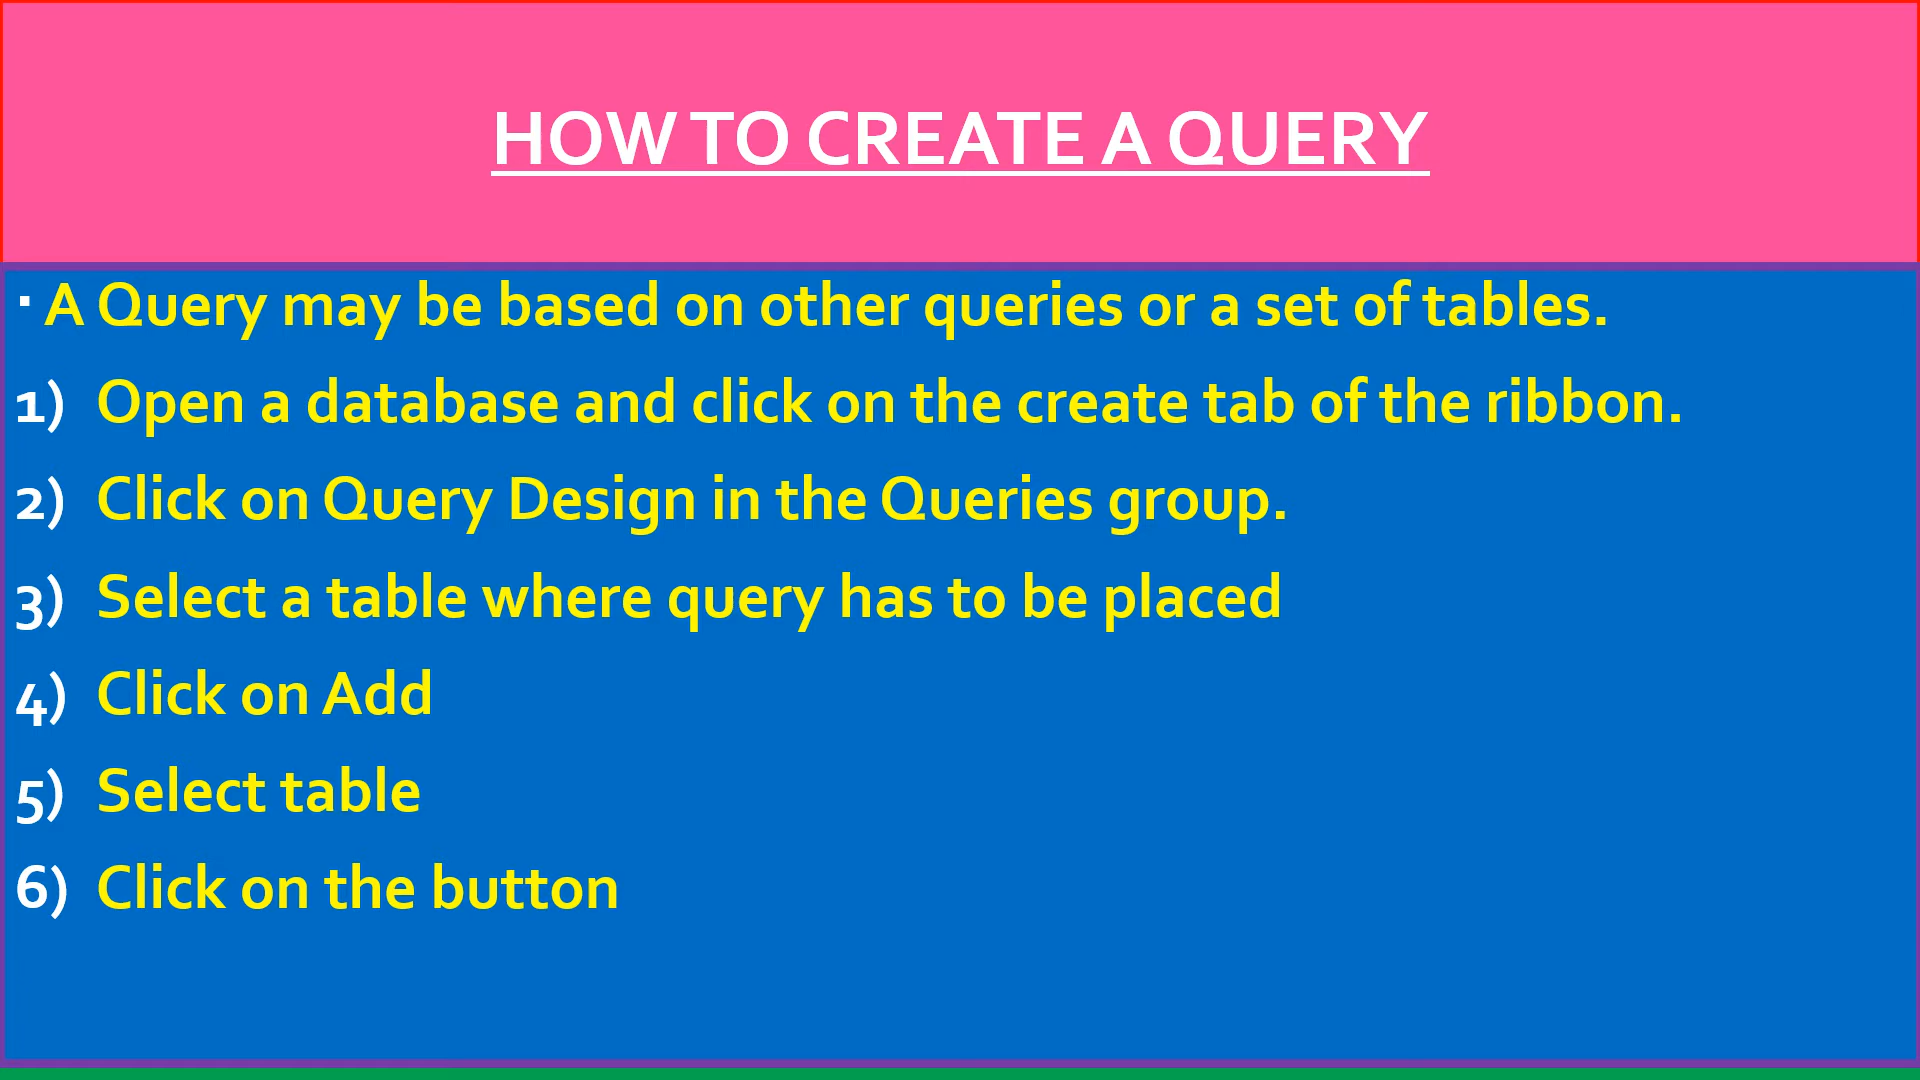 HOW TO CREATE A QUERY
▪ A Query may be based on other queries or a set of tables.
1) Open a database and click on the create tab of the ribbon.
2) Click on Query Design in the Queries group.
3) Select a table where query has to be placed
4) Click on Add
5) Select table
6) Click on the button